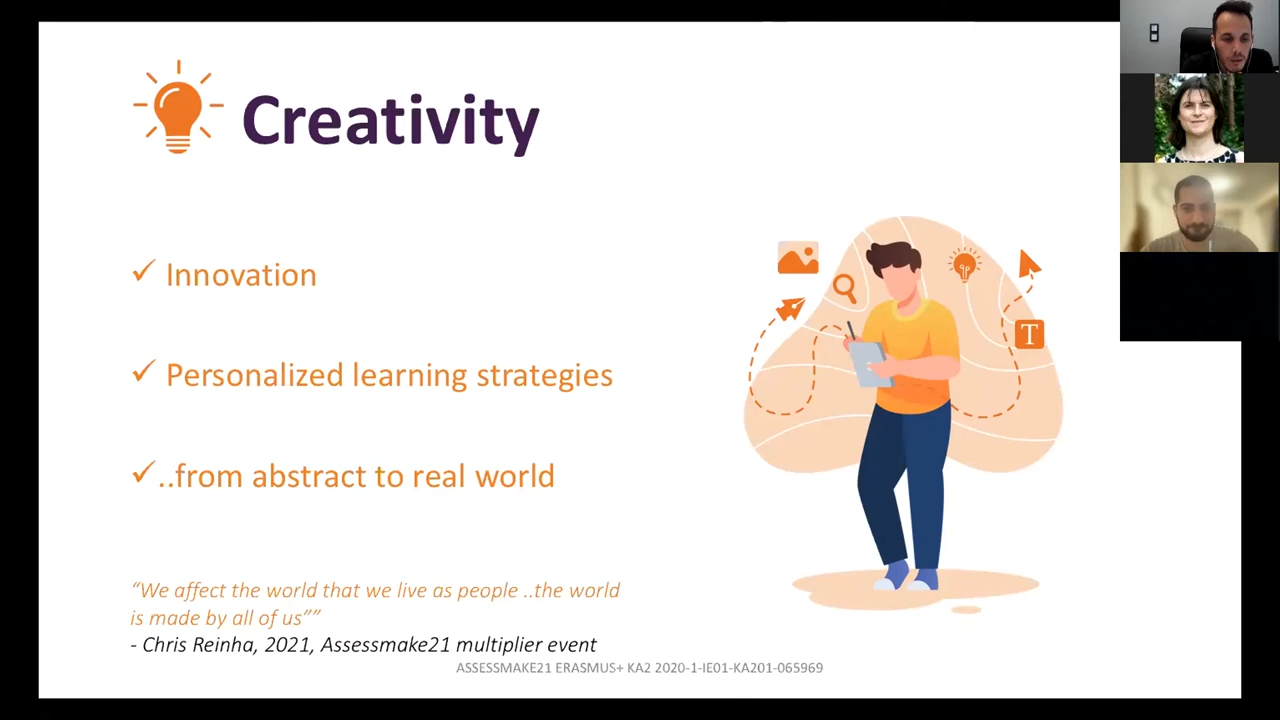 Creativity
✓ Innovation
✓ Personalized learning strategies
✓ ..from abstract to real world
T
“We affect the world that we live as people ..the world
is made by all of us””
- Chris Reinha, 2021, Assessmake21 multiplier event
ASSESSMAKE21 ERASMUS+ KA2 2020-1-IE01-KA201-065969